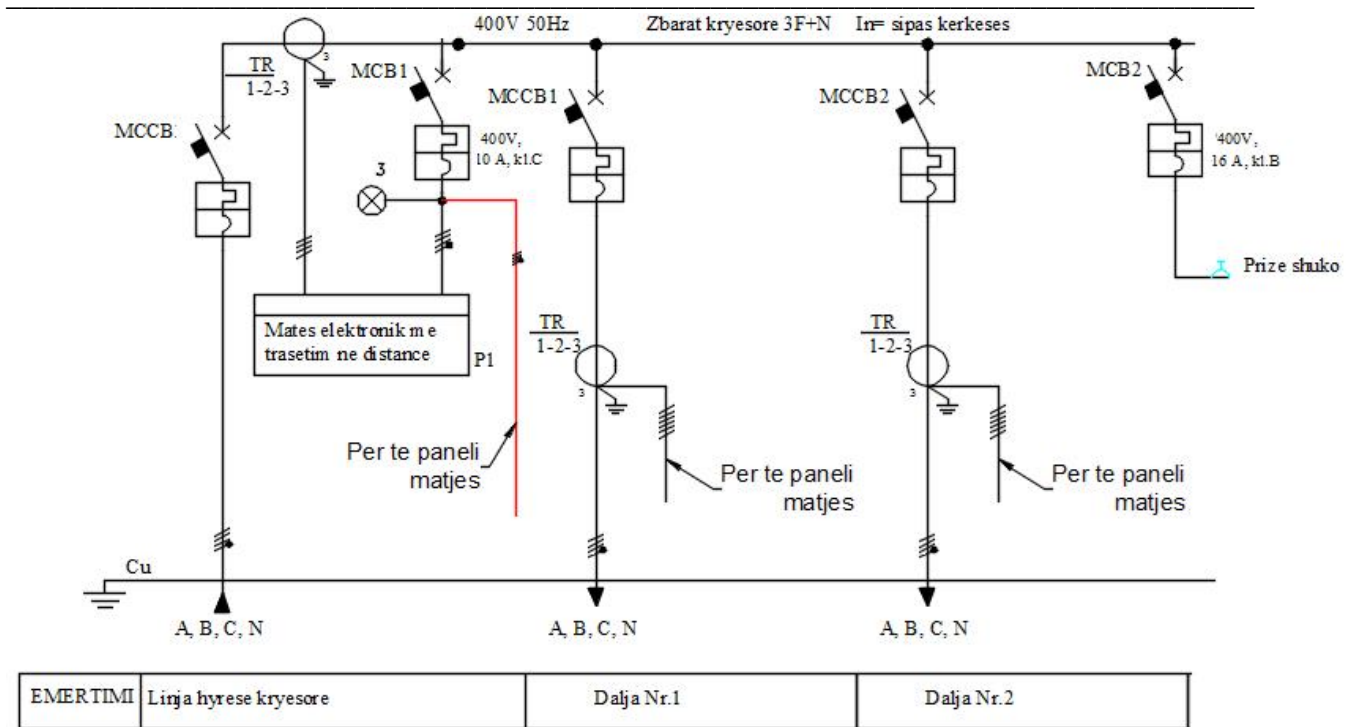 400V 50Hz Zbarat kryesore 3F+N In= sipas kerkeses
TR
1-2-3
3
MCCB
MCB1
400V,
10 A, kl.C
3
MCCB1
MCCB2
MCB2
400V,
16 A, kl.B
Prize shuko
Mates elektronik me
trasetim ne distance
P1
TR
1-2-3
3
TR
1-2-3
3
Per te paneli
matjes
Per te paneli
matjes
Per te paneli
matjes
Cu
A, B, C, N
A, B, C, N
A, B, C, N
EMERTIMI Linja hyrese kryesore Dalja Nr.1 Dalja Nr.2